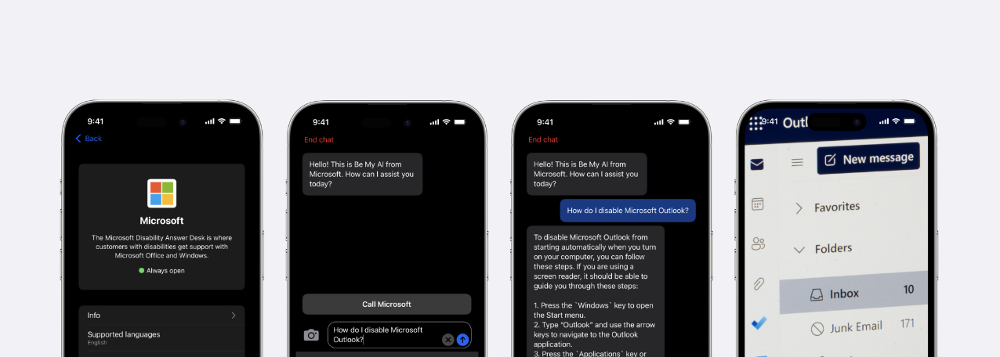 9:41
Back
Microsoft
The Microsoft Disability Answer Desk is where
customers with disabilities get support with
Microsoft Office and Windows.
Always open
Info
Supported languages
English
9:41
End chat
Hello! This is Be My AI from
Microsoft. How can I assist you
today?
Call Microsoft
How do I disable Microsoft
Outlook?
9:41
End chat
Hello! This is Be My AI from
Microsoft. How can I assist you
today?
How do I disable Microsoft Outlook?
To disable Microsoft Outlook from
starting automatically when you turn
on your computer, you can follow
these steps. If you are using a
screen reader, it should be able to
guide you through these steps:
1. Press the `Windows` key to open
the Start menu.
2. Type “Outlook” and use the arrow
keys to navigate to the Outlook
application.
3. Press the `Applications` key or
9:41
Outl
New message
Favorites
Folders
Inbox 10
Junk Email 171